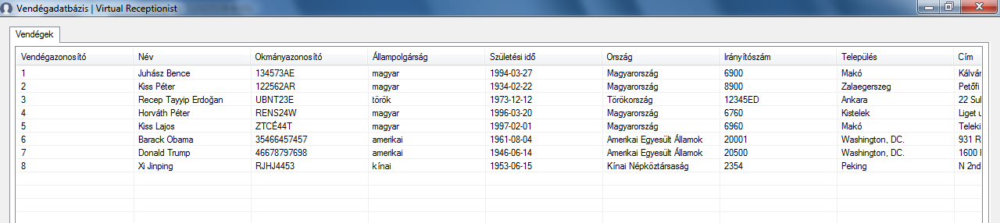 Vendégadatbázis | Virtual Receptionist
Vendégek
Vendégazonosító Név Okmányazonosító Állampolgárság Születési idő Ország Irányítószám Település Cím
1 Juhász Bence 134573AE magyar 1994-03-27 Magyarország 6900 Makó Kálvár
2 Kiss Péter 122562AR magyar 1934-02-22 Magyarország 8900 Zalaegerszeg Petőfi
3 Recep Tayyip Erdoğan UBNT23E török 1973-12-12 Törökország 12345ED Ankara 22 Sul
4 Horváth Péter RENS24W magyar 1996-03-20 Magyarország 6760 Kistelek Liget u
5 Kiss Lajos ZTCÉ44T magyar 1997-02-01 Magyarország 6960 Makó Teleki
6 Barack Obama 35466457457 amerikai 1961-08-04 Amerikai Egyesült Államok 20001 Washington, DC. 931 R
7 Donald Trump 46678797698 amerikai 1946-06-14 Amerikai Egyesült Államok 20500 Washington, DC. 1600
8 Xi Jinping RJHJ4453 kínai 1953-06-15 Kínai Népköztársaság 2354 Peking N 2nd